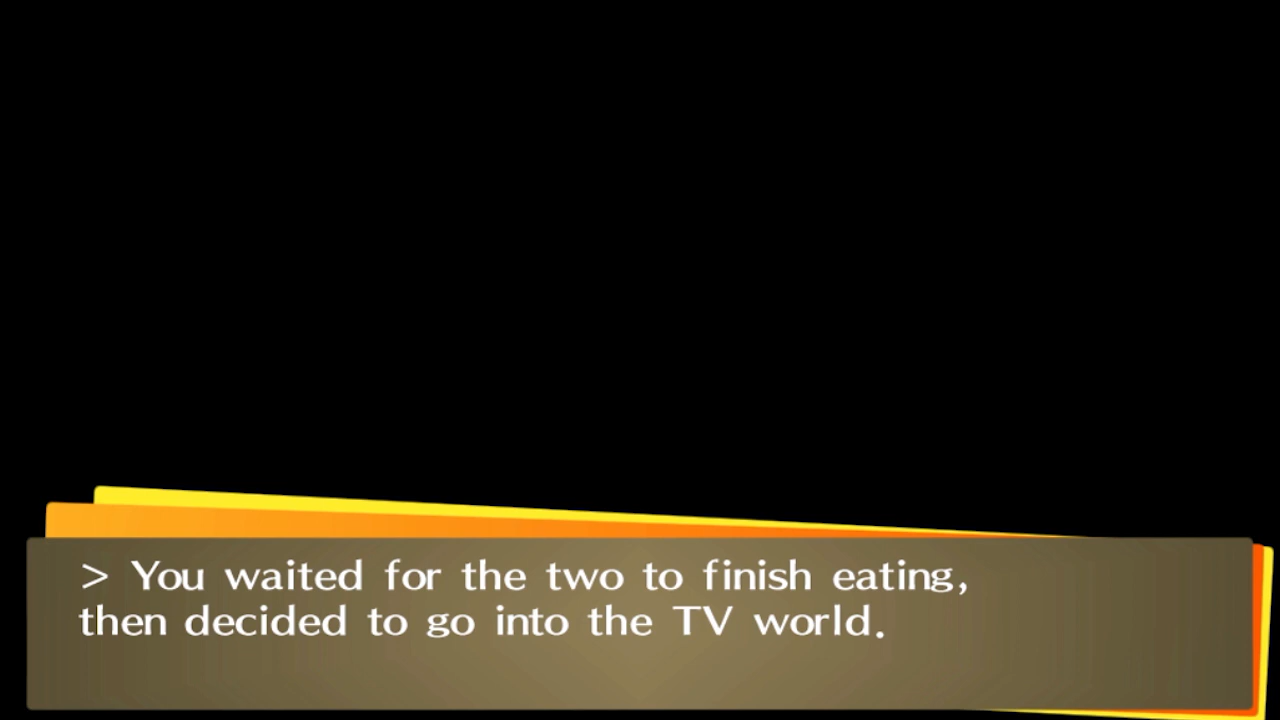 > You waited for the two to finish eating,
then decided to go into the TV world.